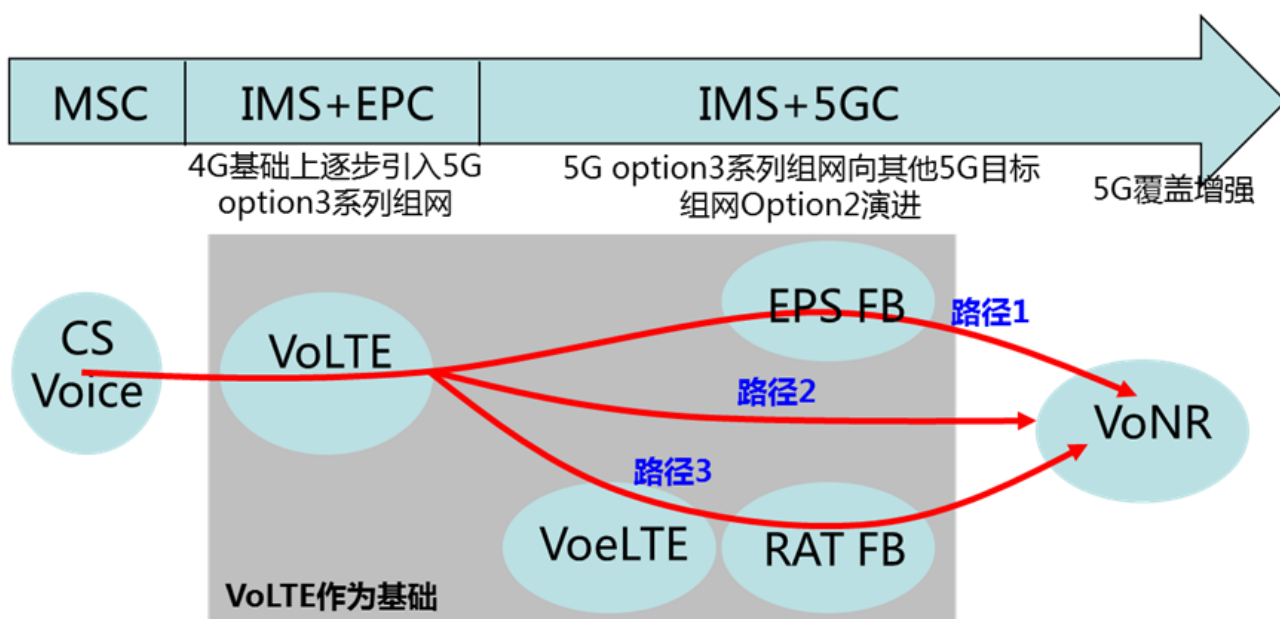 MSC
IMS+EPC
IMS+5GC
4G基础上逐步引入5G
option3系列组网
5G option3系列组网向其他5G目标
组网Option2演进
5G覆盖增强
CS
Voice
VoLTE
EPS FB
路径1
路径2
VoNR
路径3
VoeLTE
RAT FB
VoLTE作为基础